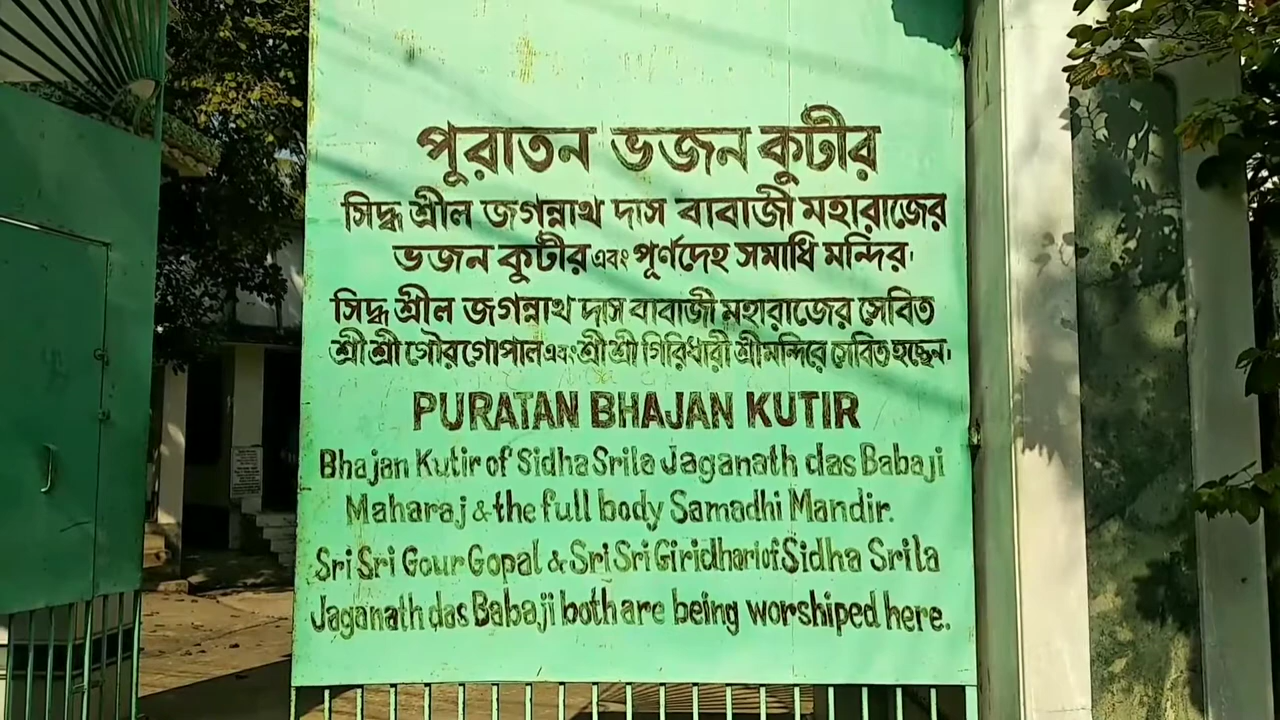 পুরাতন ভজন কুটীর
সিদ্ধ শ্রীল জগন্নাথ দাস বাবাজী মহারাজের
ভজন কুটীর এবং পূর্ণদেহ সমাধি মন্দির।
সিদ্ধ শ্রীল জগন্নাথ দাস বাবাজী মহারাজের সেবিত
শ্রী শ্রী গৌর গোপাল এবং শ্রী শ্রী গিরিধারী শ্রীমন্দিরে সেবিত হচ্ছেন।
PURATAN BHAJAN KUTIR
Bhajan Kutir of Sidha Srila Jaganath das Babaji
Maharaj & the full body Samadhi Mandir.
Sri Sri Gour Gopal & Sri Sri Giridhari of Sidha Srila
Jaganath das Babaji both are being worshiped here.